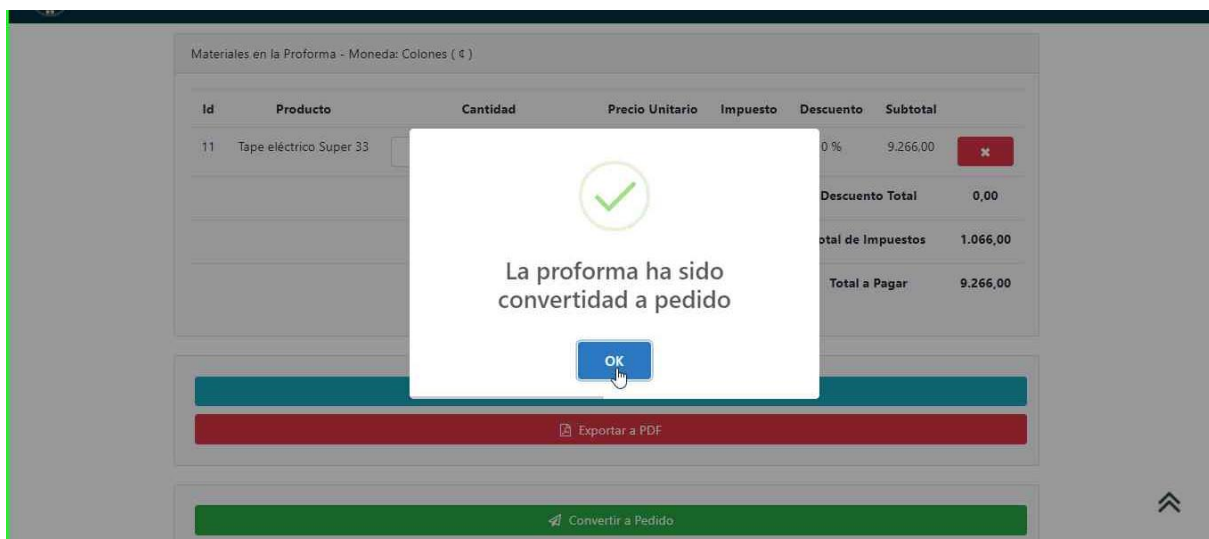 Materiales en la Proforma - Moneda: Colones ( ¢ )
Id Producto Cantidad Precio Unitario Impuesto Descuento Subtotal
11 Tape eléctrico Super 33 0 % 9.266,00
Descuento Total 0,00
otal de Impuestos 1.066,00
Total a Pagar 9.266,00
La proforma ha sido
convertidad a pedido
OK
Exportar a PDF
Convertir a Pedido